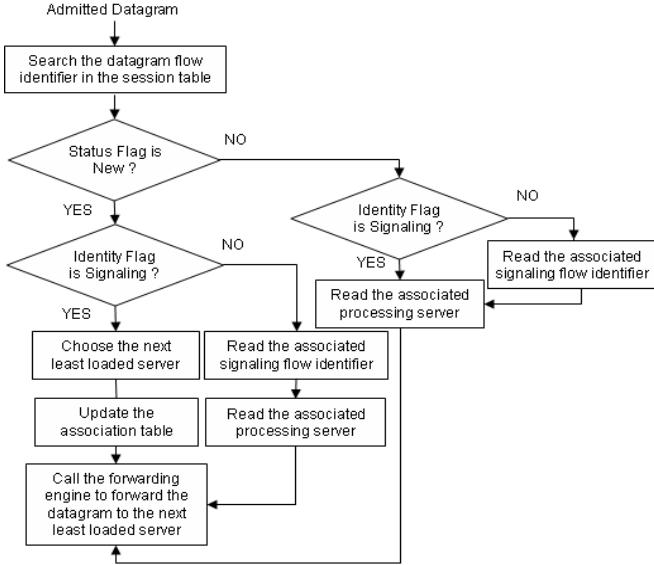 Admitted Datagram
Search the datagram flow
identifier in the session table
Status Flag is
New ?
NO
YES
Identity Flag
is Signaling ?
NO
YES
Read the associated
signaling flow identifier
Read the associated
processing server
Identity Flag
is Signaling ?
NO
YES
Choose the next
least loaded server
Read the associated
signaling flow identifier
Update the
association table
Read the associated
processing server
Call the forwarding
engine to forward the
datagram to the next
least loaded server